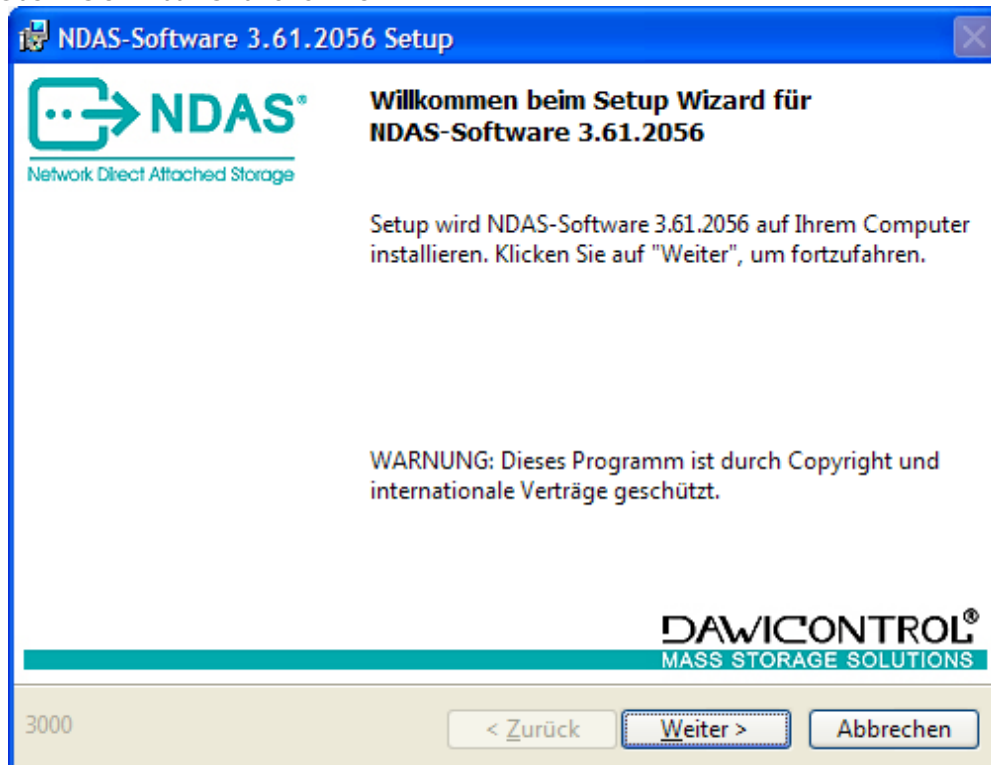 NDAS-Software 3.61.2056 Setup
NDAS®
Network Direct Attached Storage
Willkommen beim Setup Wizard für
NDAS-Software 3.61.2056
Setup wird NDAS-Software 3.61.2056 auf Ihrem Computer
installieren. Klicken Sie auf "Weiter", um fortzufahren.
WARNUNG: Dieses Programm ist durch Copyright und
internationale Verträge geschützt.
DAWICONTROL®
MASS STORAGE SOLUTIONS
3000
< Zurück
Weiter >
Abbrechen